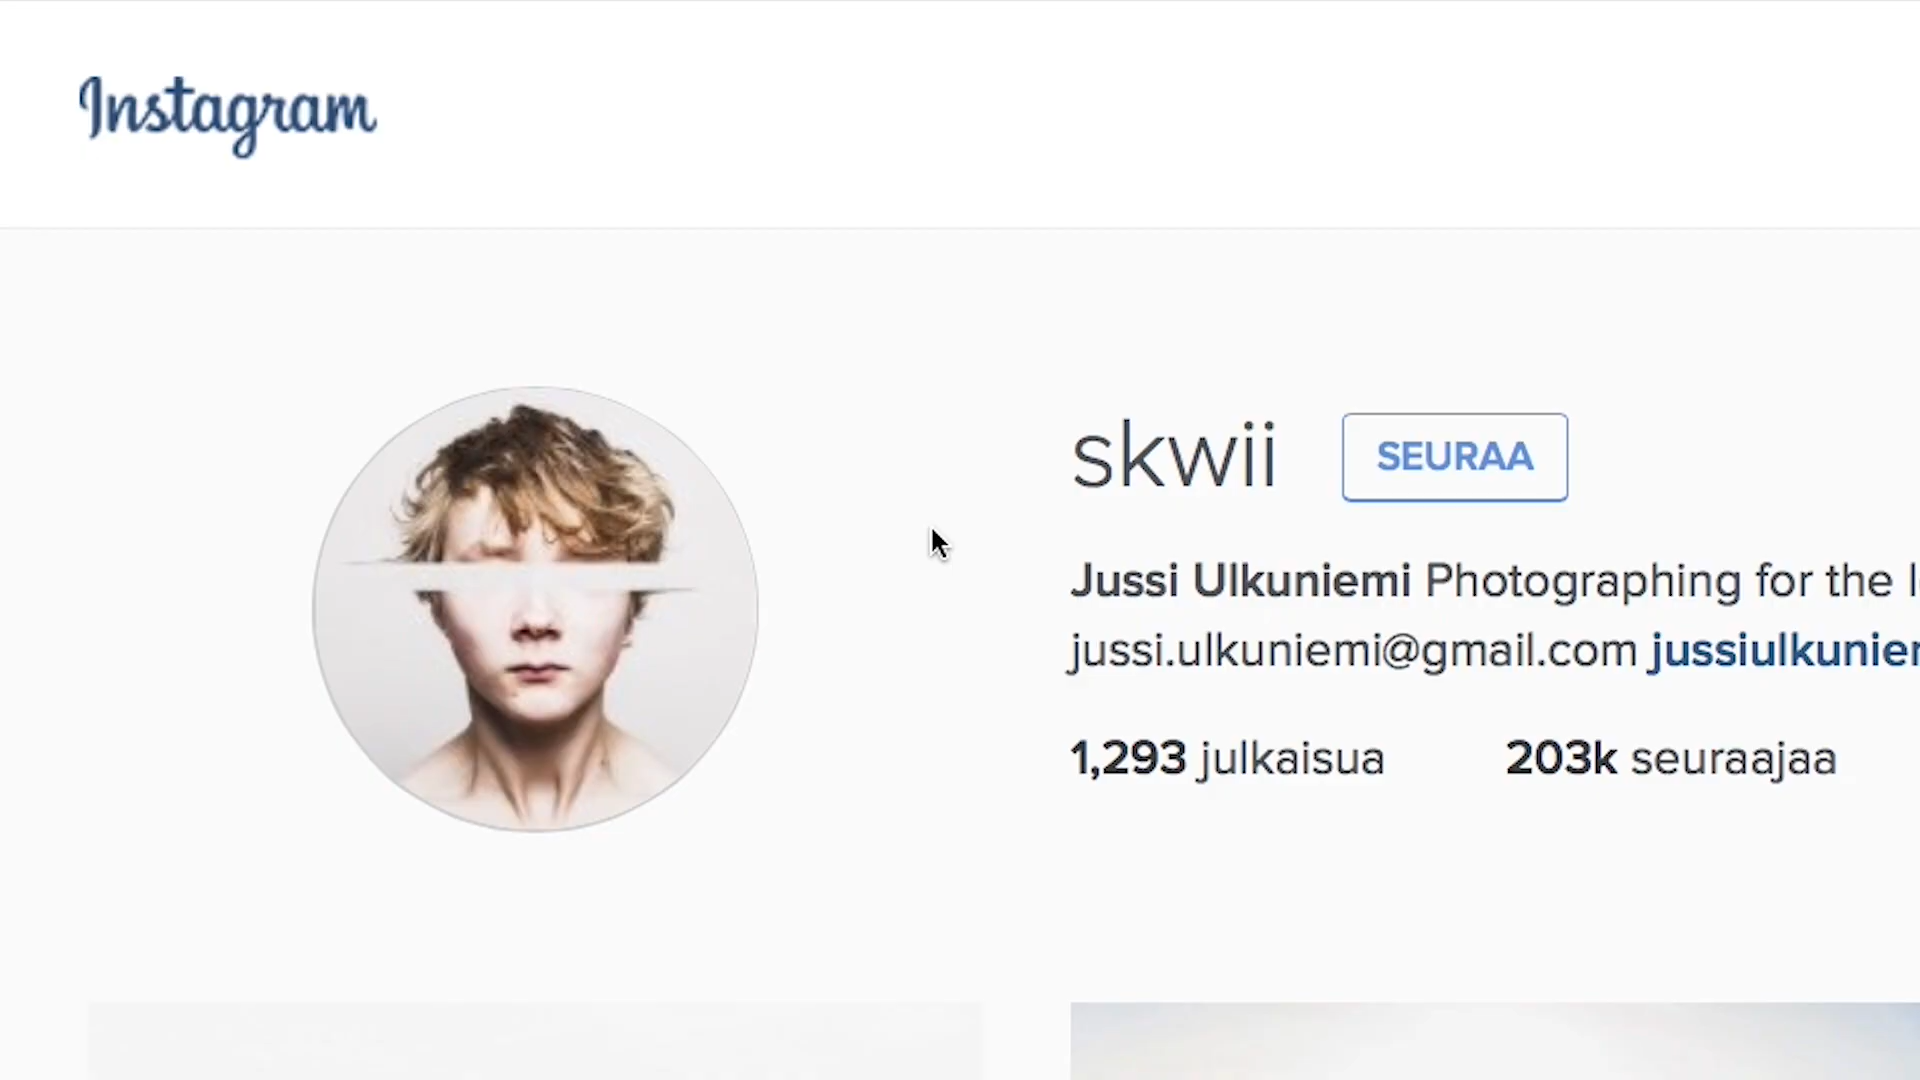 Instagram
skwii SEURAA
Jussi Ulkuniemi Photographing for the
jussi.ulkuniemi@gmail.com
1,293 julkaisua 203k seuraajaa